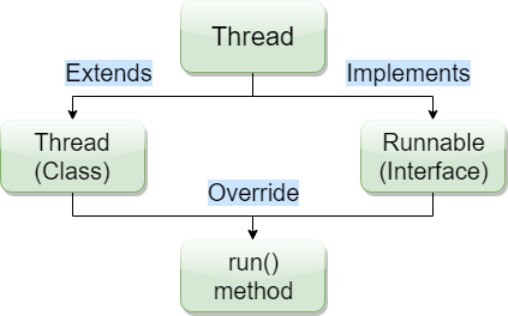 Thread
Extends
Implements
Thread
(Class)
Runnable
(Interface)
Override
run()
method